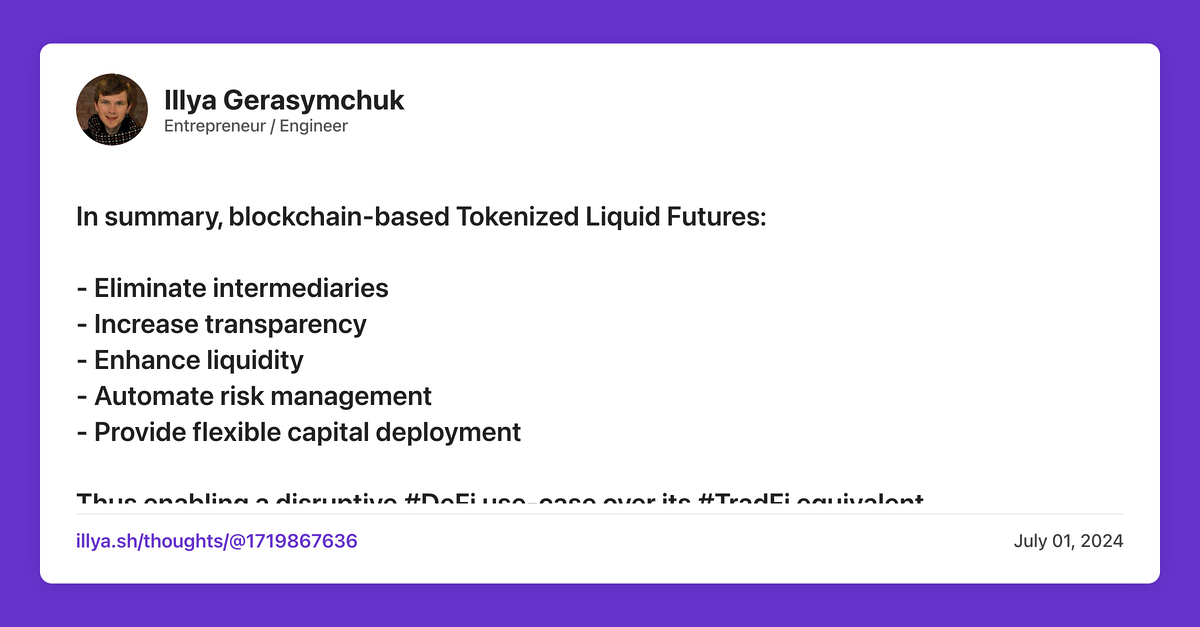 Illya Gerasymchuk
Entrepreneur / Engineer
In summary, blockchain-based Tokenized Liquid Futures:
- Eliminate intermediaries
- Increase transparency
- Enhance liquidity
- Automate risk management
- Provide flexible capital deployment
Thus enabling a disruptive #DeFi use-case over its #TradFi equivalent
illya.sh/thoughts/@1719867636
July 01, 2024